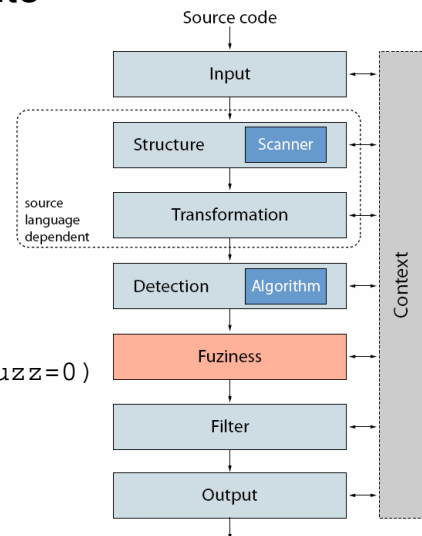 Source code
Input
Structure
Scanner
source
language
dependent
Transformation
Detection
Algorithm
Context
uzz=0)
Fuziness
Filter
Output